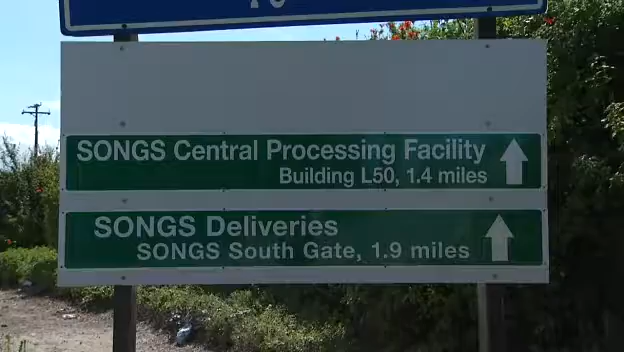 SONGS Central Processing Facility
Building L50, 1.4 miles
SONGS Deliveries
SONGS South Gate, 1.9 miles